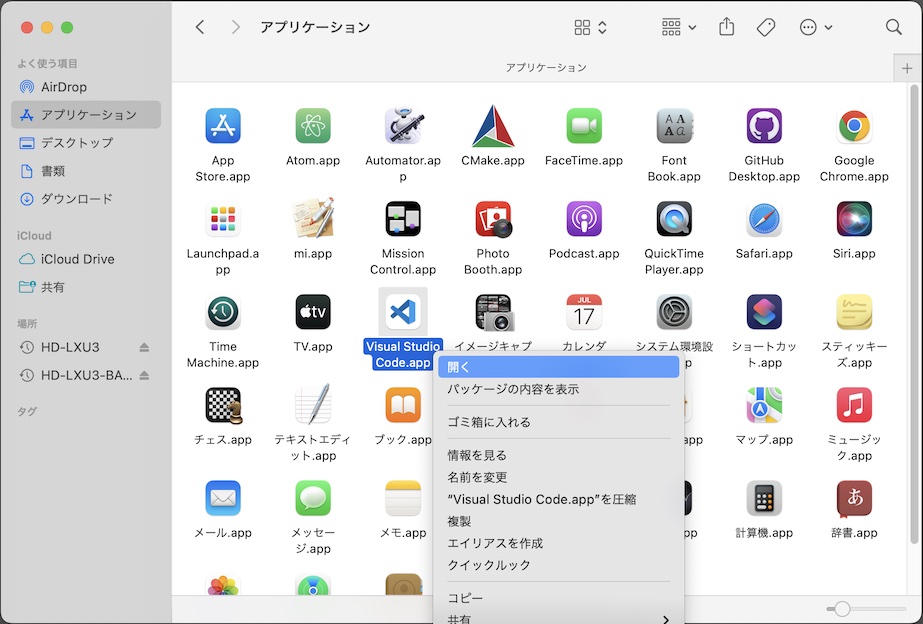 アプリケーション
アプリケーション
よく使う項目
AirDrop
アプリケーション
デスクトップ
書類
ダウンロード
iCloud
iCloud Drive
共有
場所
HD-LXU3
HD-LXU3-BA...
タグ
App
Store.app
Atom.app
Automator.ap
p
CMake.app
FaceTime.app
Font
Book.app
GitHub
Desktop.app
Google
Chrome.app
Launchpad.a
pp
mi.app
Mission
Control.app
Photo
Booth.app
Podcast.app
QuickTime
Player.app
Safari.app
Siri.app
Time
Machine.app
tv
TV.app
Visual Studio
Code.app
イメージキャプ
JUL
17
カレンダ
システム環境設
p
ショートカッ
ト.app
スティッキー
ズ.app
チェス.app
テキストエディ
ット.app
ブック.app
app
マップ.app
ミュージッ
ク.app
メール.app
メッセー
ジ.app
メモ.app
pp
計算機.app
あ
辞書.app
開く
パッケージの内容を表示
ゴミ箱に入れる
情報を見る
名前を変更
“Visual Studio Code.app”を圧縮
複製
エイリアスを作成
クイックルック
コピー
共有